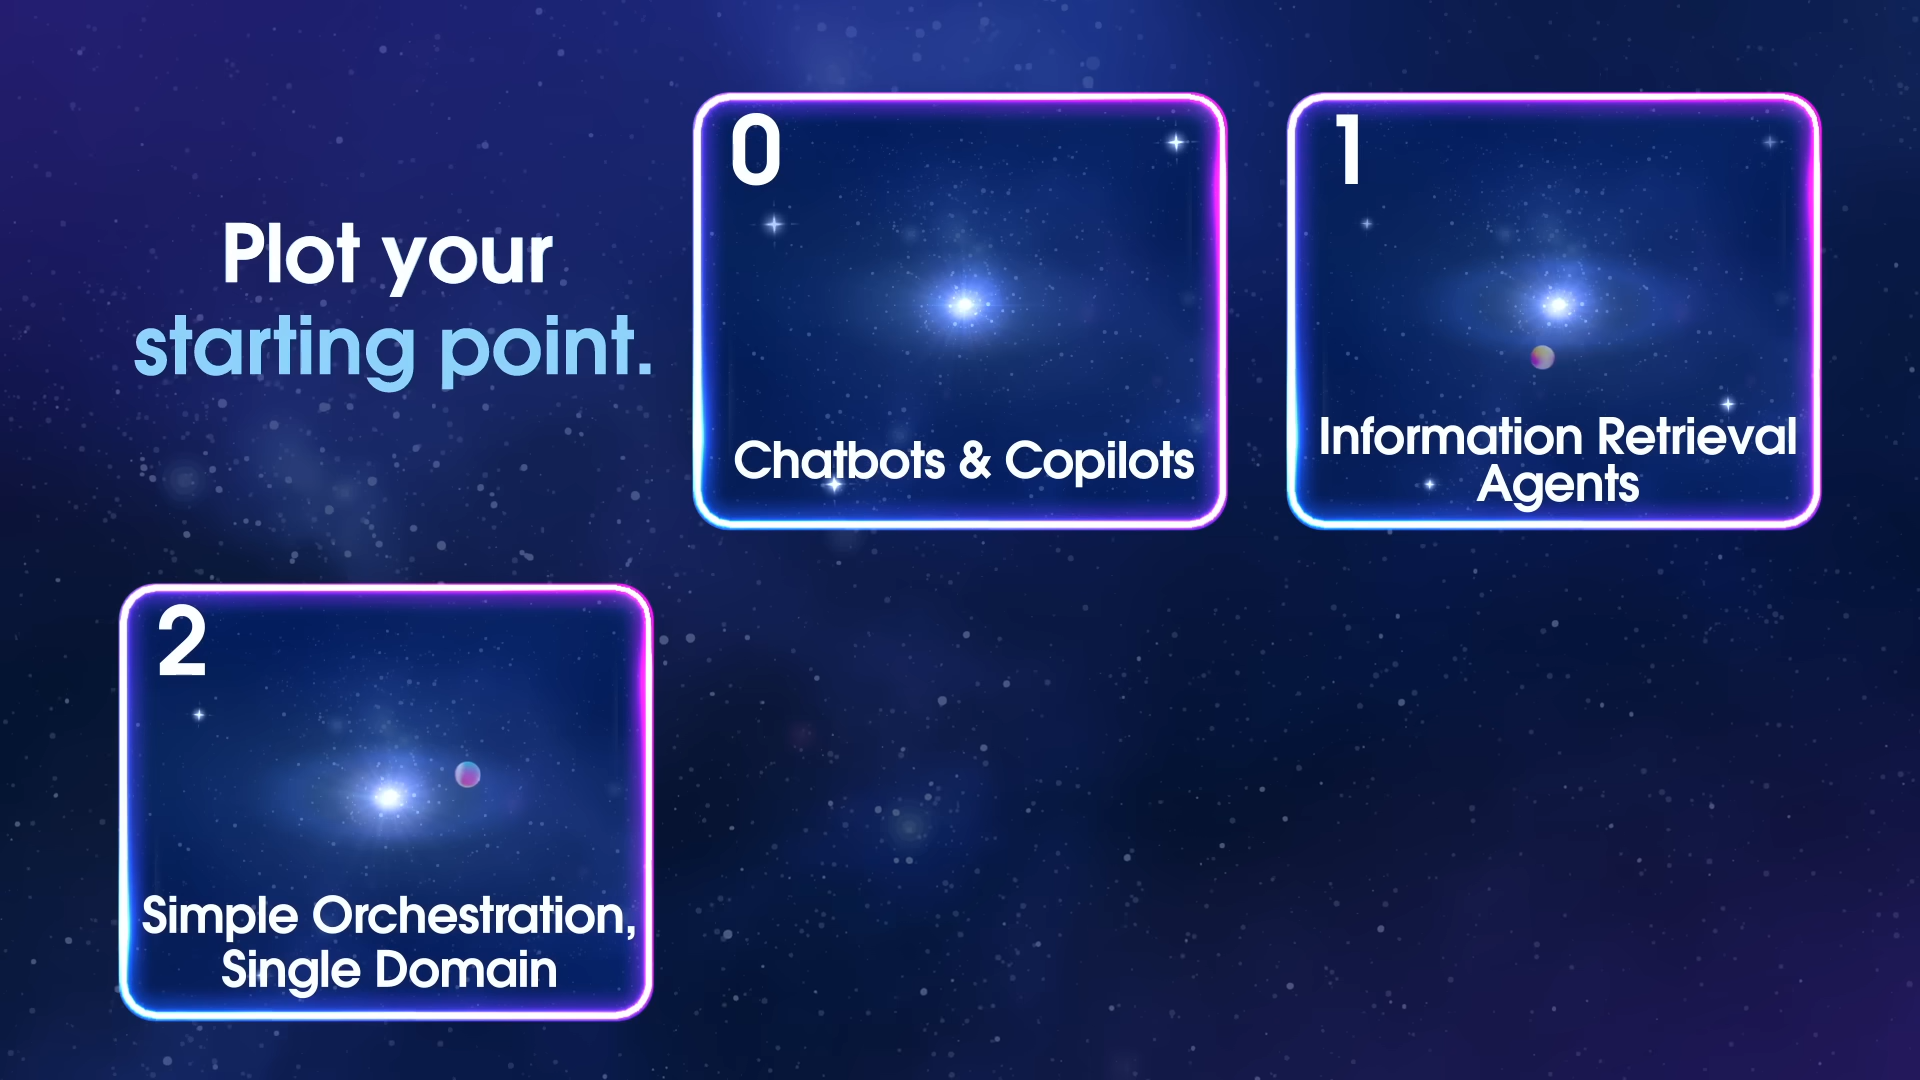 Plot your
starting point.
0
Chatbots & Copilots
1
Information Retrieval
Agents
2
Simple Orchestration,
Single Domain